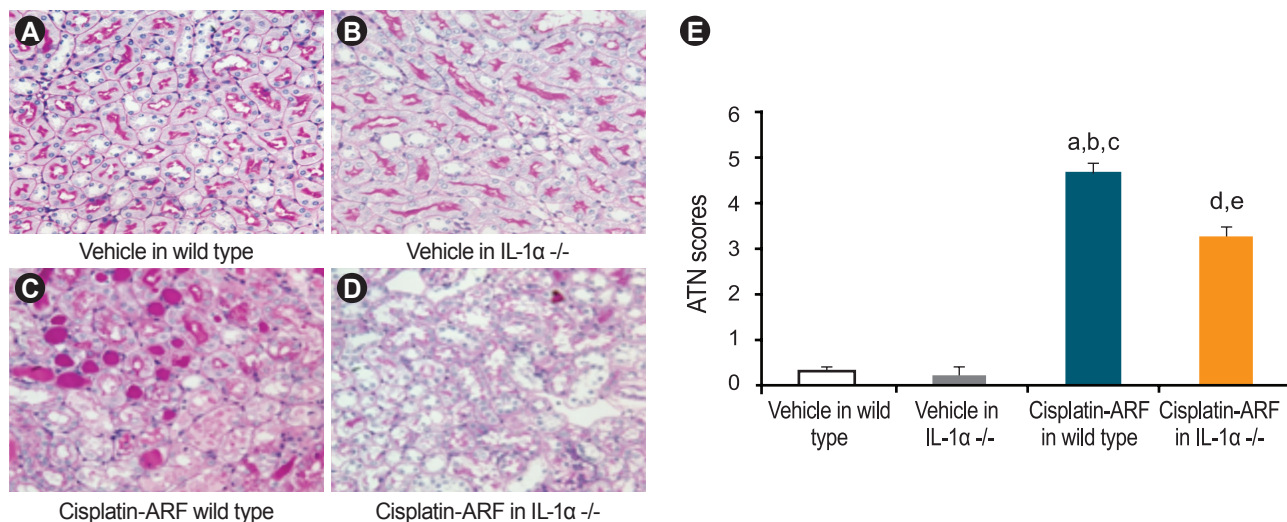 A
B
Vehicle in wild type
Vehicle in IL-1α -/-
C
D
Cisplatin-ARF wild type
Cisplatin-ARF in IL-1α -/-
E
ATN scores
6
5
4
3
2
1
0
a,b,c
d,e
Vehicle in wild
type
Vehicle in
IL-1α -/-
Cisplatin-ARF
in wild type
Cisplatin-ARF
in IL-1α -/-